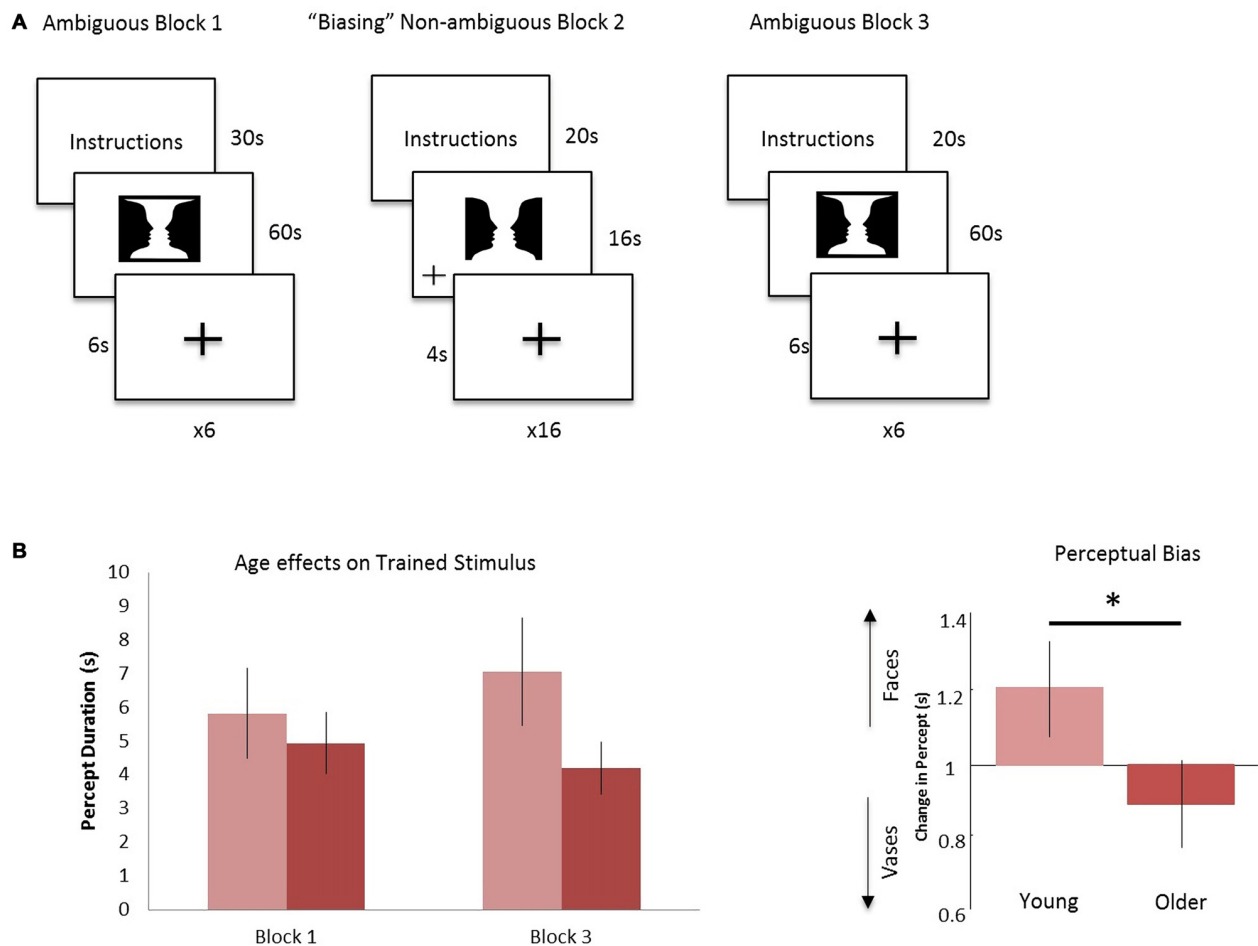 A
Ambiguous Block 1
“Biasing” Non-ambiguous Block 2
Ambiguous Block 3
Instructions
30s
60s
6s
x6
Instructions
20s
16s
4s
x16
Instructions
20s
60s
6s
x6
B
Age effects on Trained Stimulus
Percept Duration (s)
10
9
8
7
6
5
4
3
2
1
0
Block 1
Block 3
Perceptual Bias
*
Faces
Vases
Change in Percept (s)
1.4
1.2
1
0.8
0.6
Young
Older